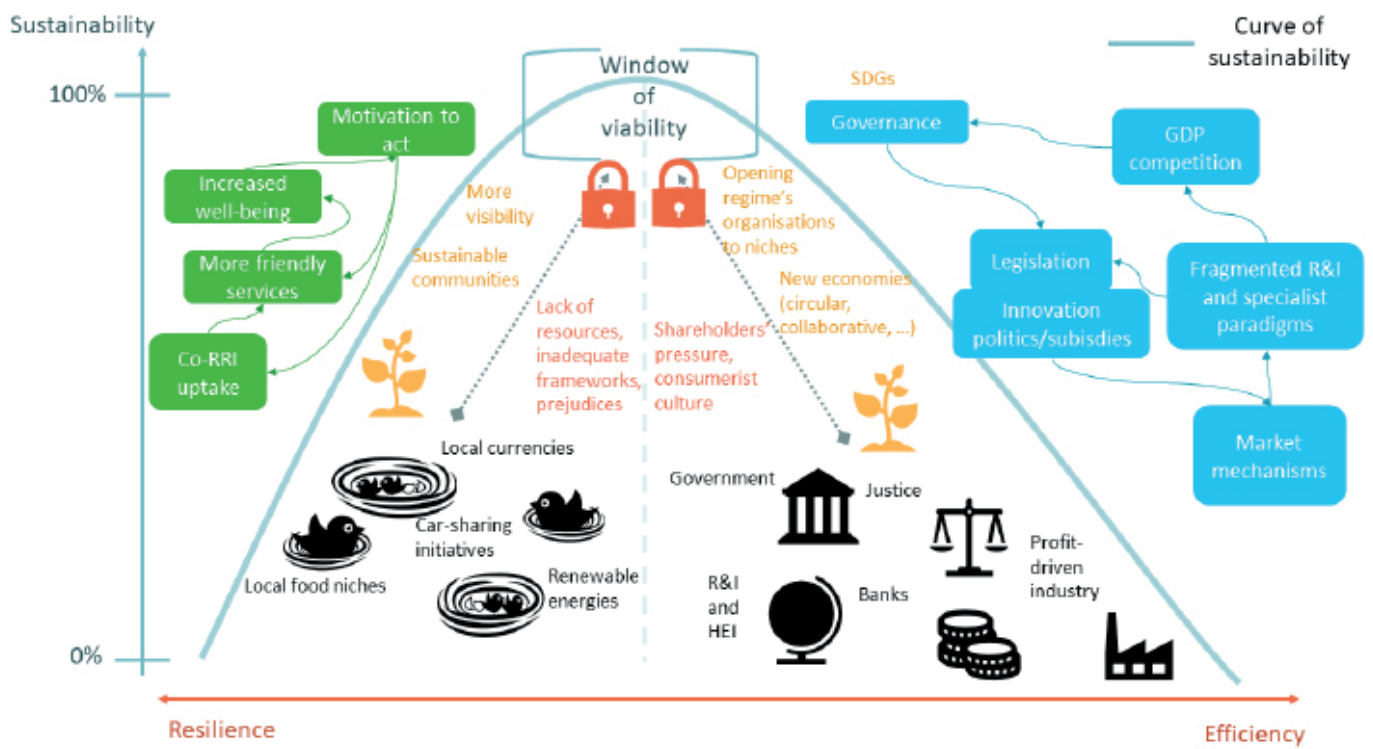 Sustainability
100%
0%
Curve of
sustainability
Window
of
viability
Motivation to
act
Increased
well-being
More friendly
services
Co-RRI
uptake
More
visibility
Sustainable
communities
Lack of
resources,
inadequate
frameworks,
prejudices
Opening
regime's
organisations
to niches
New economies
(circular,
collaborative, ...)
Shareholders'
pressure,
consumerist
culture
SDGs
Governance
GDP
competition
Legislation
Innovation
politics/subisdies
Fragmented R&I
and specialist
paradigms
Market
mechanisms
Local currencies
Car-sharing
initiatives
Local food niches
Renewable
energies
Government
Justice
R&I
and
HEI
Banks
Profit-
driven
industry
Resilience
Efficiency